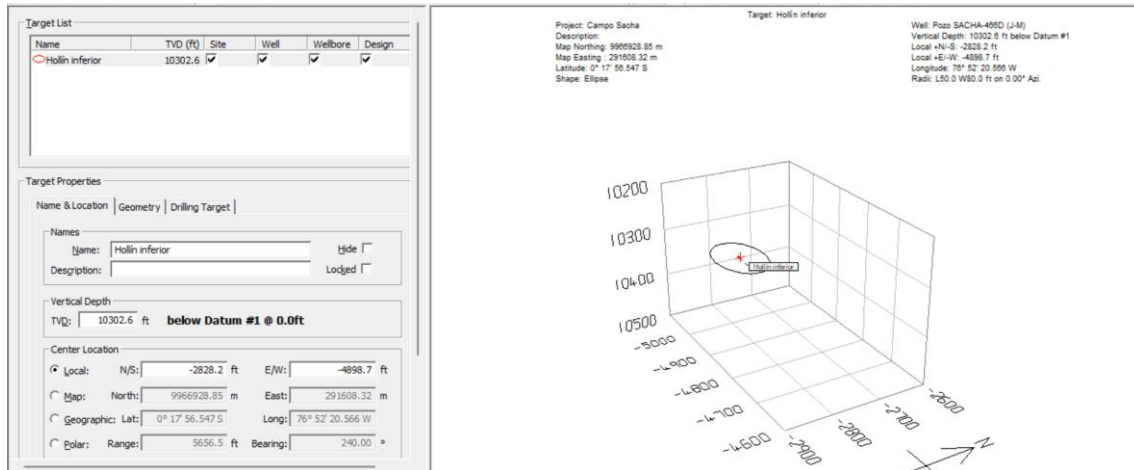 Target List
Name TVD (ft) Site Well Wellbore Design
Hollín inferior 10302.6
Target Properties
Name & Location Geometry Drilling Target
Names
Name: Hollín inferior Hide
Description: Locked
Vertical Depth
TVD: 10302.6 ft below Datum #1 @ 0.0ft
Center Location
Local: N/S: -2828.2 ft E/W: -4898.7 ft
Map: North: 9966928.85 m East: 291608.32 m
Geographic: Lat: 0° 17' 56.547 S Long: 76° 52' 20.566 W
Polar: Range: 5656.5 ft Bearing: 240.00 °
Target: Hollín inferior
Project: Campo Sacha
Description:
Map Northing: 9966928.85 m
Map Easting : 291608.32 m
Latitude: 0° 17' 56.547 S
Shape: Ellipse
Well: Pozo SACHA-466D (J-M)
Vertical Depth: 10302.6 ft below Datum #1
Local +N/-S: -2828.2 ft
Local +E/-W: -4898.7 ft
Longitude: 76° 52' 20.566 W
Radii: L50.0 W80.0 ft on 0.00° Azi.
10200
10300
10400
10500
Hollín inferior
-5000
-4900
-4800
-4700
-4600
-2900
-2800
-2700
-2600
N